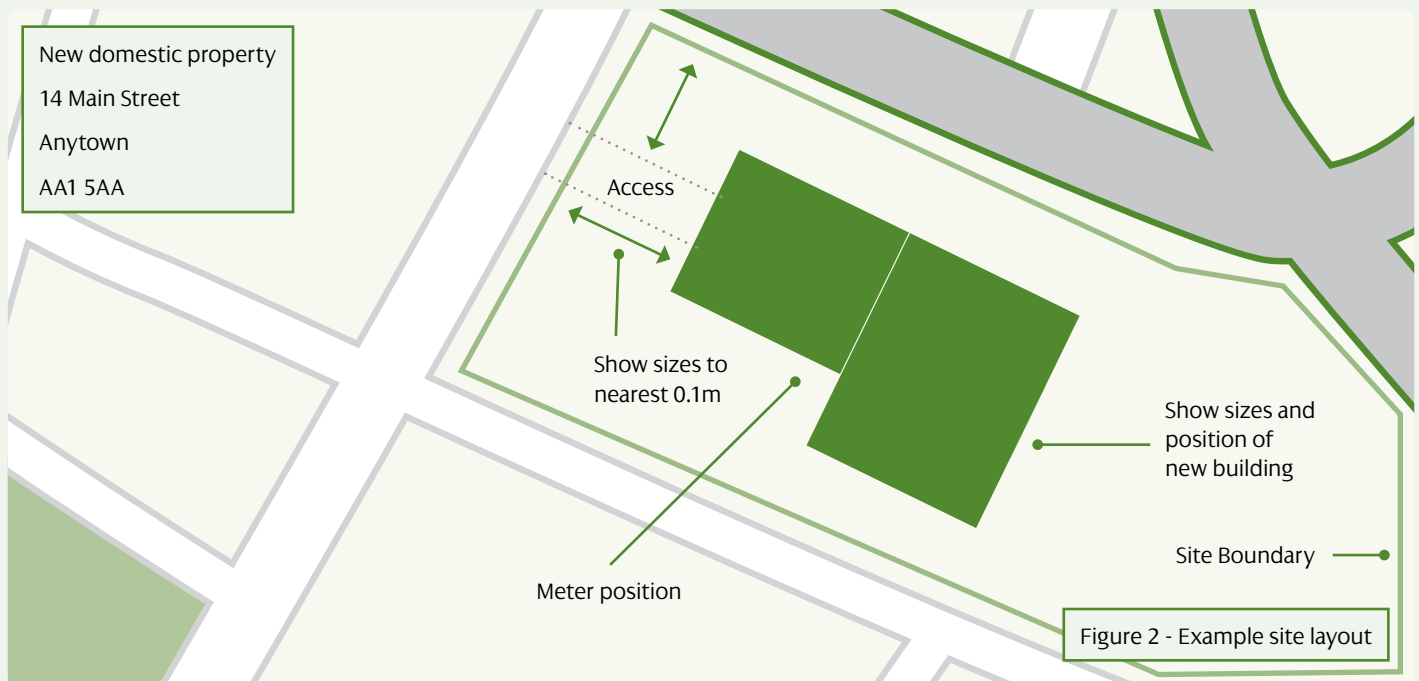 New domestic property
14 Main Street
Anytown
AA1 5AA
Access
Show sizes to
nearest 0.1m
Show sizes and
position of
new building
Site Boundary
Meter position
Figure 2 - Example site layout